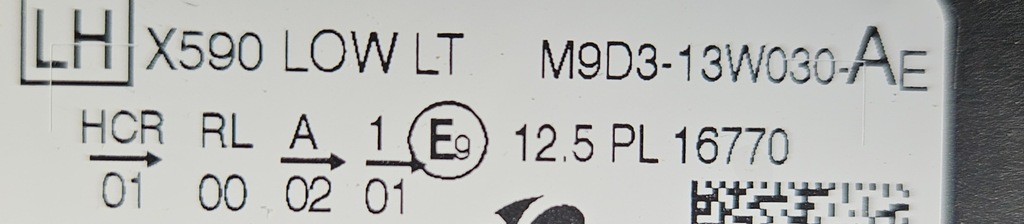 LH X590 LOW LT M9D3-13W030-AE
HCR RL A 1 E9 12.5 PL 16770
01 00 02 01